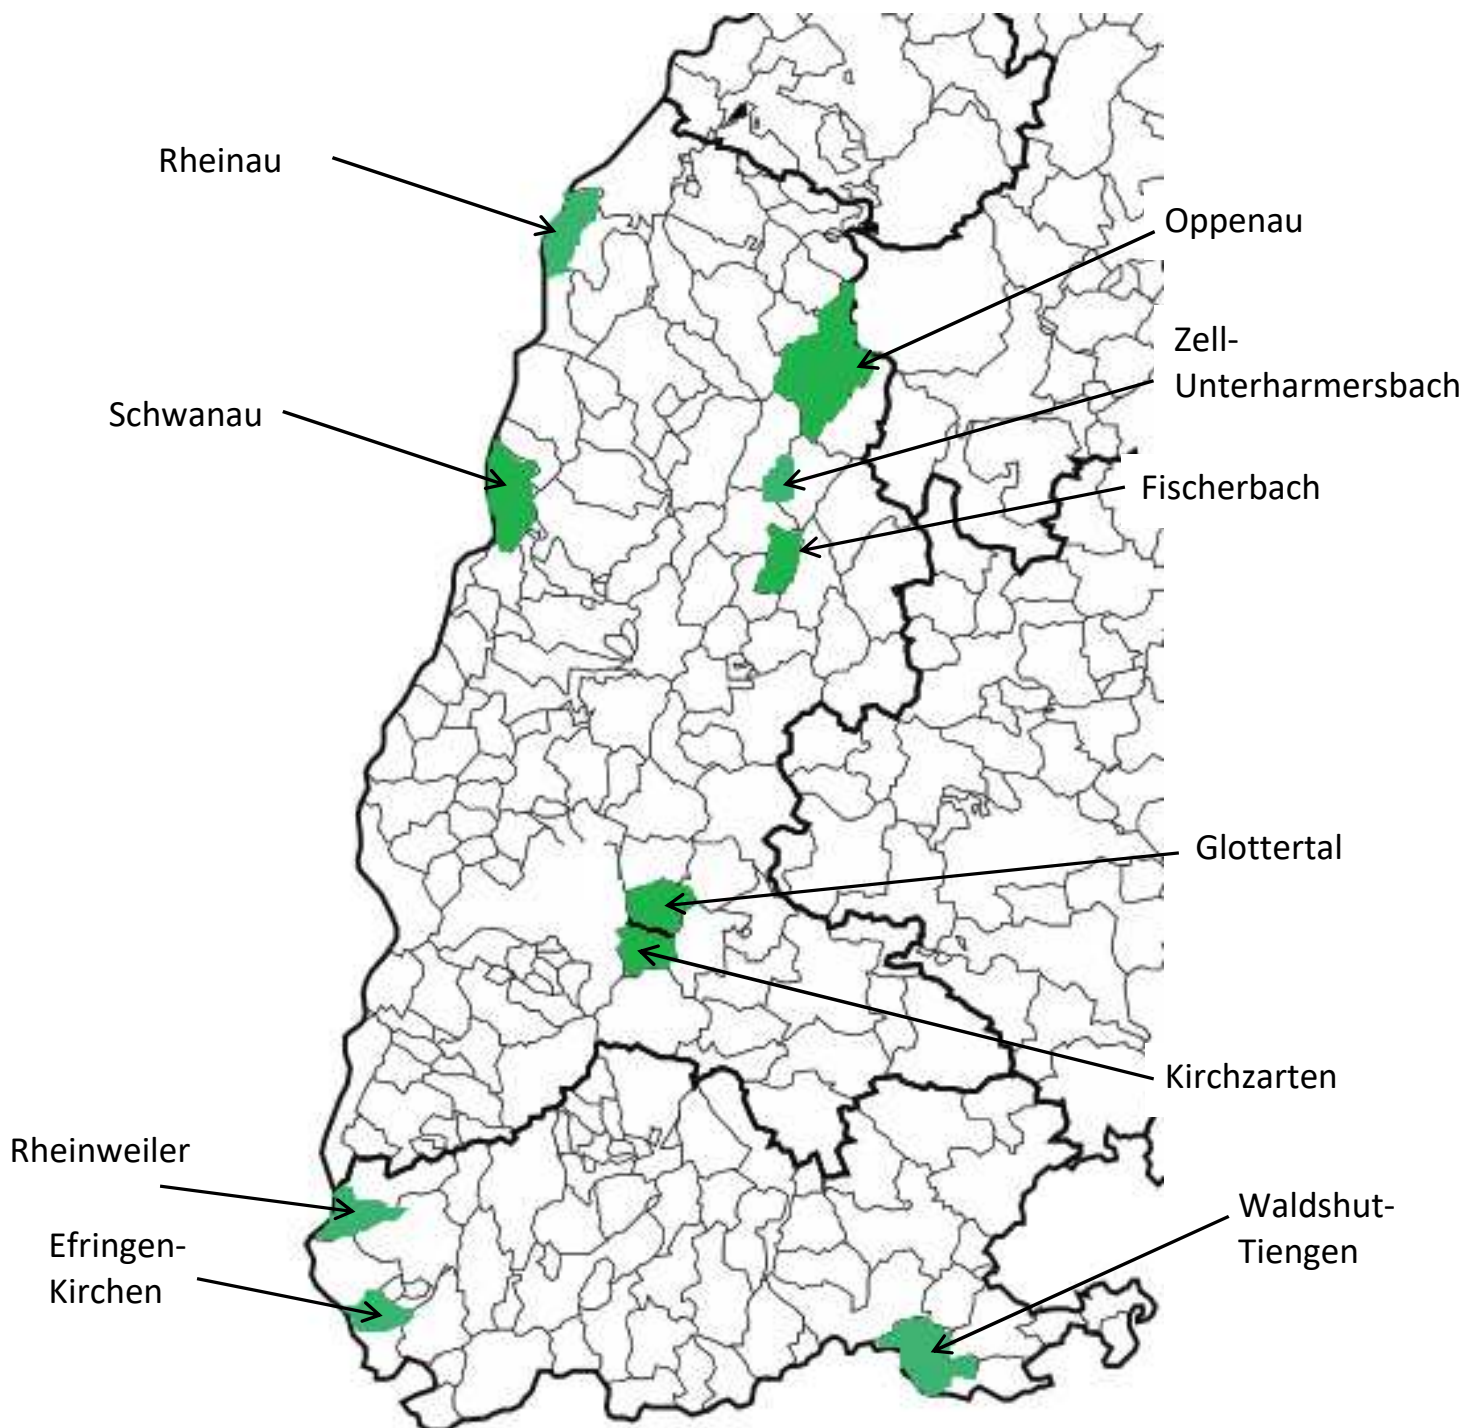 Rheinau
Oppenau
Zell-
Unterharmersbach
Schwanau
Fischerbach
Glottertal
Kirchzarten
Rheinweiler
Efringen-
Kirchen
Waldshut-
Tiengen